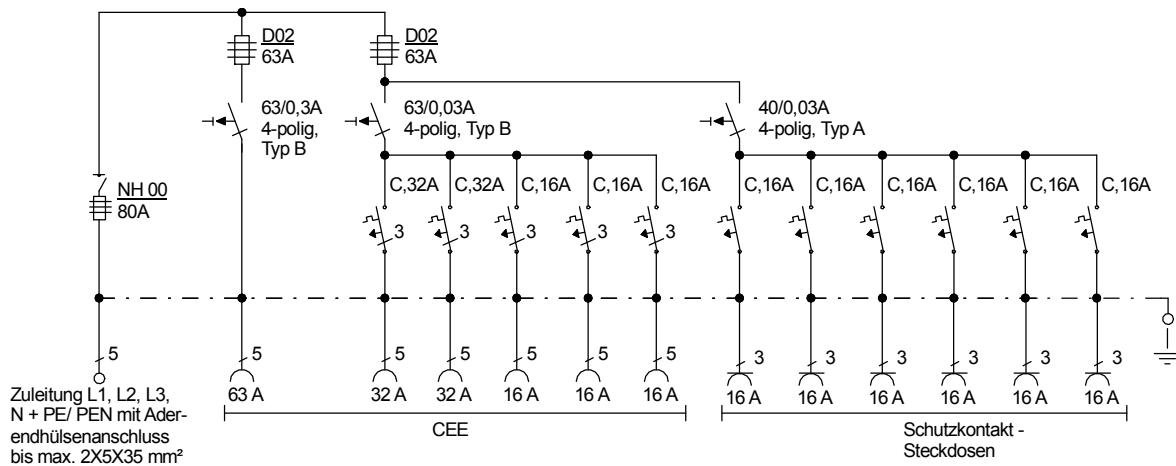 D02
63A
D02
63A
63/0,3A
4-polig,
Typ B
63/0,03A
4-polig, Typ B
40/0,03A
4-polig, Typ A
NH 00
80A
C,32A
C,32A
C,16A
C,16A
C,16A
C,16A
C,16A
C,16A
C,16A
C,16A
C,16A
3
3
3
3
3
5
5
5
5
5
5
5
3
3
3
3
3
3
63 A
32 A
32 A
16 A
16 A
16 A
16 A
16 A
16 A
16 A
16 A
16 A
Zuleitung L1, L2, L3,
N + PE/ PEN mit Ader-
endhülsenanschluss
bis max. 2X5X35 mm²
CEE
Schutzkontakt -
Steckdosen